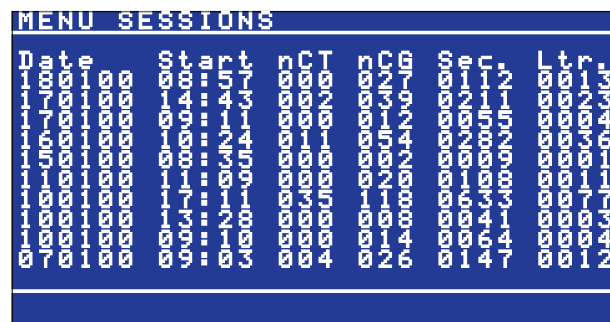 MENU SESSIONS
Date Start nCT nCG Sec. Ltr.
180100 08:57 000 027 0112 0013
170100 14:43 002 039 0211 0023
170100 09:11 000 012 0055 0004
160100 10:24 011 054 0282 0036
150100 08:35 000 002 0009 0001
110100 11:09 000 020 0108 0011
100100 17:11 035 118 0633 0077
100100 13:28 000 008 0041 0003
100100 09:10 000 014 0064 0004
070100 09:03 004 026 0147 0012